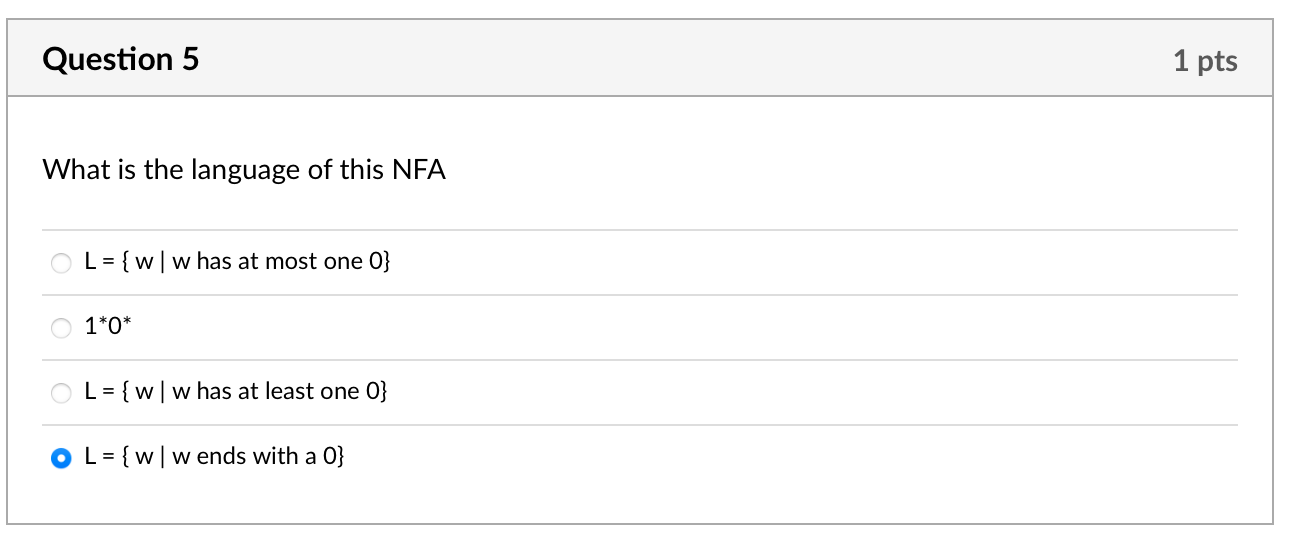 Question 5
1 pts
What is the language of this NFA
L = { w | w has at most one 0}
1*0*
L = { w | w has at least one 0}
L = { w | w ends with a 0}